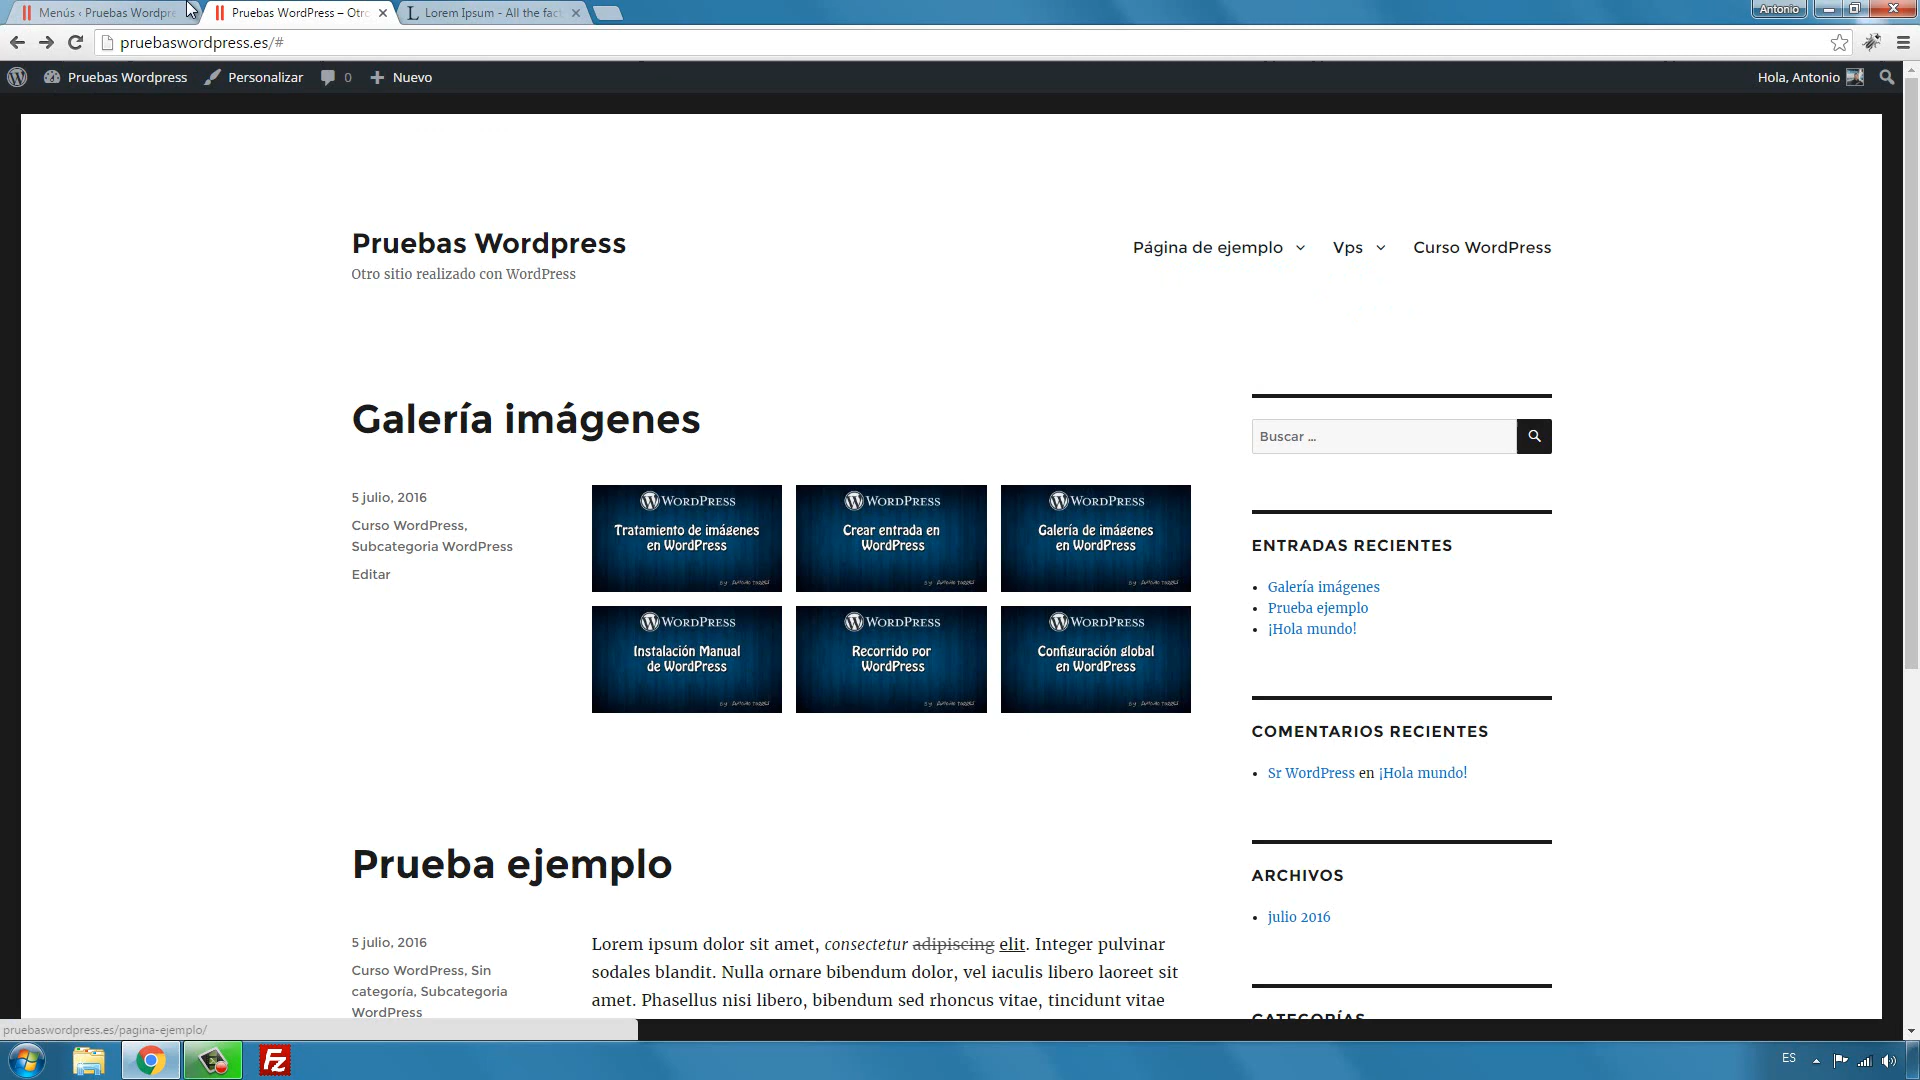 Menús ‹ Pruebas Wordpre
Pruebas WordPress – Otro
Lorem Ipsum - All the fac
Antonio
pruebaswordpress.es/#
Pruebas Wordpress
Personalizar
0
Nuevo
Hola, Antonio
Pruebas Wordpress
Otro sitio realizado con WordPress
Página de ejemplo
Vps
Curso WordPress
Galería imágenes
5 julio, 2016
Curso WordPress,
Subcategoria WordPress
Editar
WORDPRESS
Tratamiento de imágenes
en WordPress
WORDPRESS
Crear entrada en
WordPress
WORDPRESS
Galería de imágenes
en WordPress
WORDPRESS
Instalación Manual
de WordPress
WORDPRESS
Recorrido por
WordPress
WORDPRESS
Configuración global
en WordPress
Buscar ...
ENTRADAS RECIENTES
Galería imágenes
Prueba ejemplo
¡Hola mundo!
COMENTARIOS RECIENTES
Sr WordPress en ¡Hola mundo!
ARCHIVOS
julio 2016
CATEGORÍAS
Prueba ejemplo
5 julio, 2016
Curso WordPress, Sin
categoría, Subcategoria
WordPress
Lorem ipsum dolor sit amet, consectetur adipiscing elit. Integer pulvinar
sodales blandit. Nulla ornare bibendum dolor, vel iaculis libero laoreet sit
amet. Phasellus nisi libero, bibendum sed rhoncus vitae, tincidunt vitae
pruebaswordpress.es/pagina-ejemplo/
ES